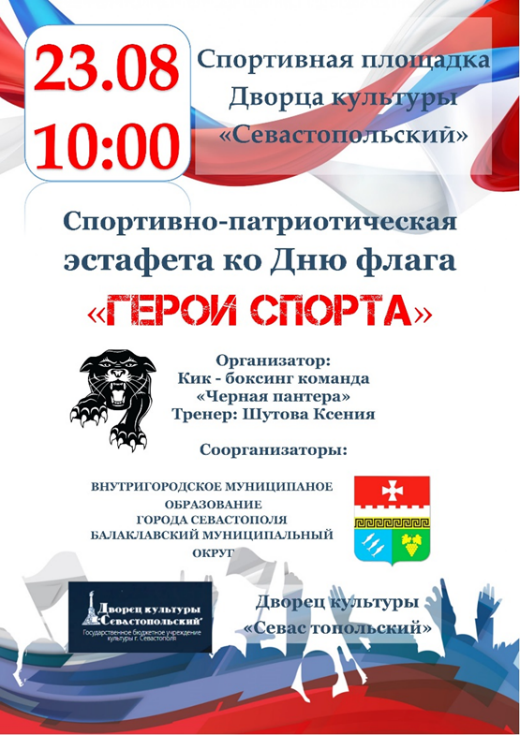 23.08
10:00
Спортивная площадка
Дворца культуры
«Севастопольский»
Спортивно-патриотическая
эстафета ко Дню флага
«ГЕРОИ СПОРТА»
Организатор:
Кик - боксинг команда
«Черная пантера»
Тренер: Шутова Ксения
Соорганизаторы:
ВНУТРИГОРОДСКОЕ МУНИЦИПАНОЕ
ОБРАЗОВАНИЕ
ГОРОДА СЕВАСТОПОЛЯ
БАЛАКЛАВСКИЙ МУНИЦИПАЛЬНЫЙ
ОКРУГ
Дворец культуры
"Севастопольский"
Государственное бюджетное учреждение
культуры г. Севастополя
Дворец культуры
«Севас топольский»